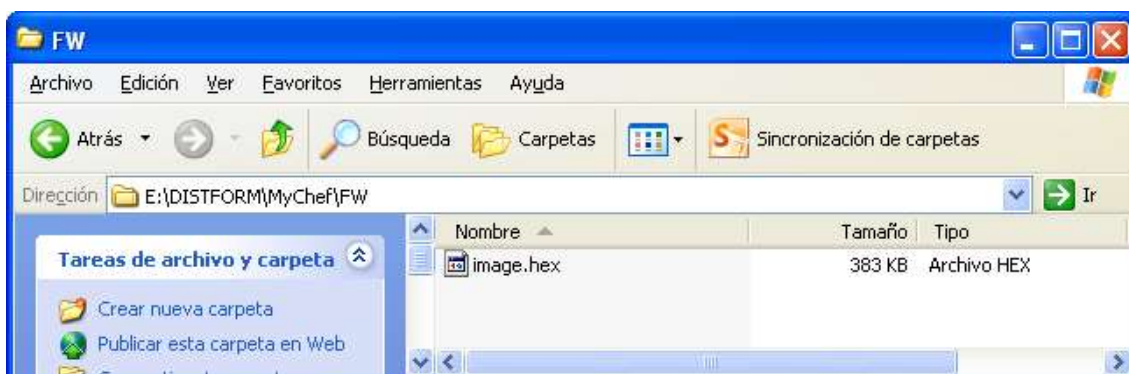 FW
Archivo Edición Ver Favoritos Herramientas Ayuda
Atrás Búsqueda Carpetas Sincronización de carpetas
Dirección E:\DISTFORM\MyChef\FW Ir
Nombre Tamaño Tipo
Tareas de archivo y carpeta
image.hex 383 KB Archivo HEX
Crear nueva carpeta
Publicar esta carpeta en Web